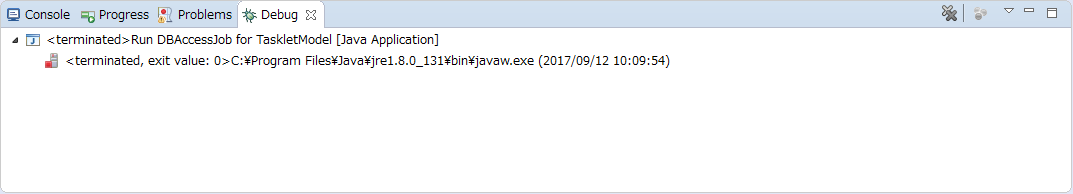 Console Progress Problems Debug
<terminated>Run DBAccessJob for TaskletModel [Java Application]
<terminated, exit value: 0>C:¥Program Files¥Java¥jre1.8.0_131¥bin¥javaw.exe (2017/09/12 10:09:54)